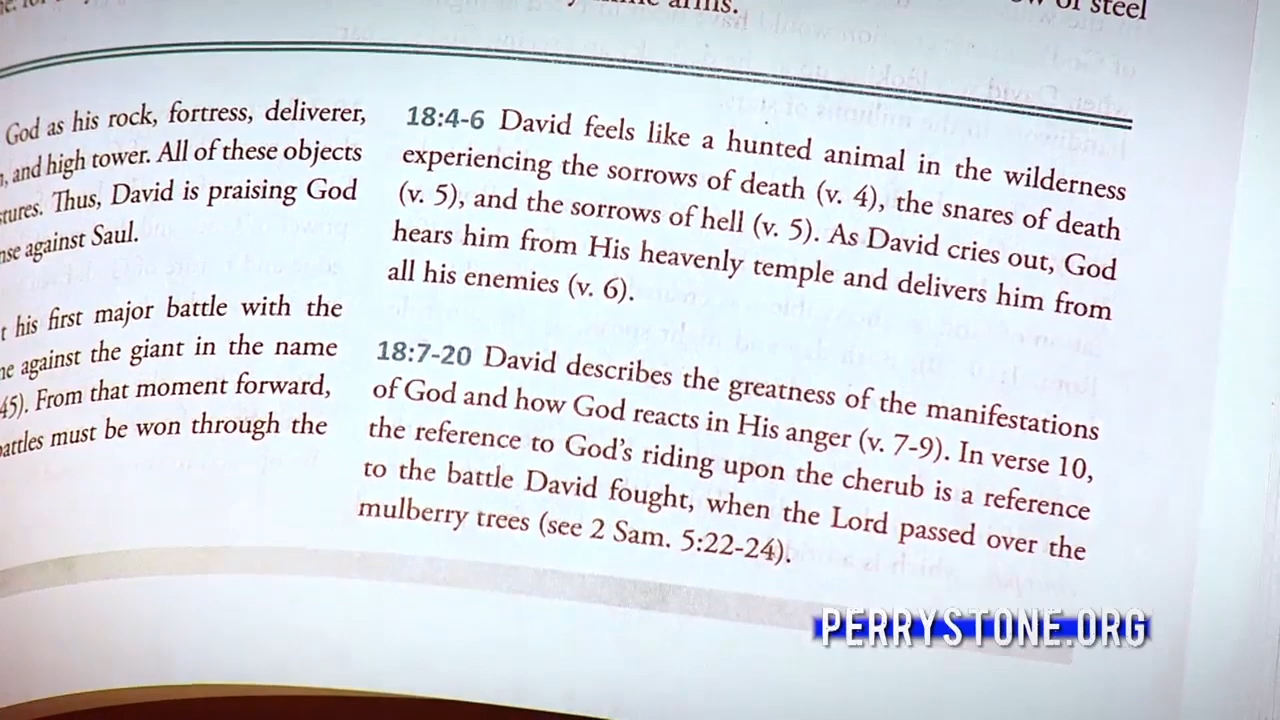 arms.
of steel
God as his rock, fortress, deliverer,
and high tower. All of these objects
Thus, David is praising God
against Saul.
his first major battle with the
against the giant in the name
45). From that moment forward,
must be won through the
18:4-6 David feels like a hunted animal in the wilderness
experiencing the sorrows of death (v. 4), the snares of death
(v. 5), and the sorrows of hell (v. 5). As David cries out, God
hears him from His heavenly temple and delivers him from
all his enemies (v. 6).
18:7-20 David describes the greatness of the manifestations
of God and how God reacts in His anger (v. 7-9). In verse 10,
the reference to God's riding upon the cherub is a reference
to the battle David fought, when the Lord passed over the
mulberry trees (see 2 Sam. 5:22-24).
PERRYSTONE.ORG